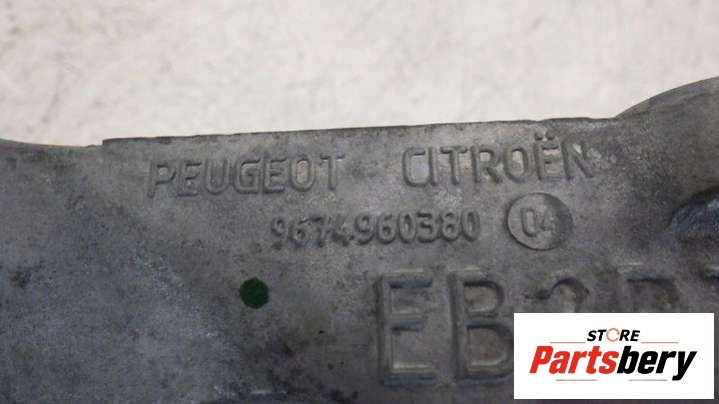 PEUGEOT CITROËN
9674960380 04
STORE
Partsbery